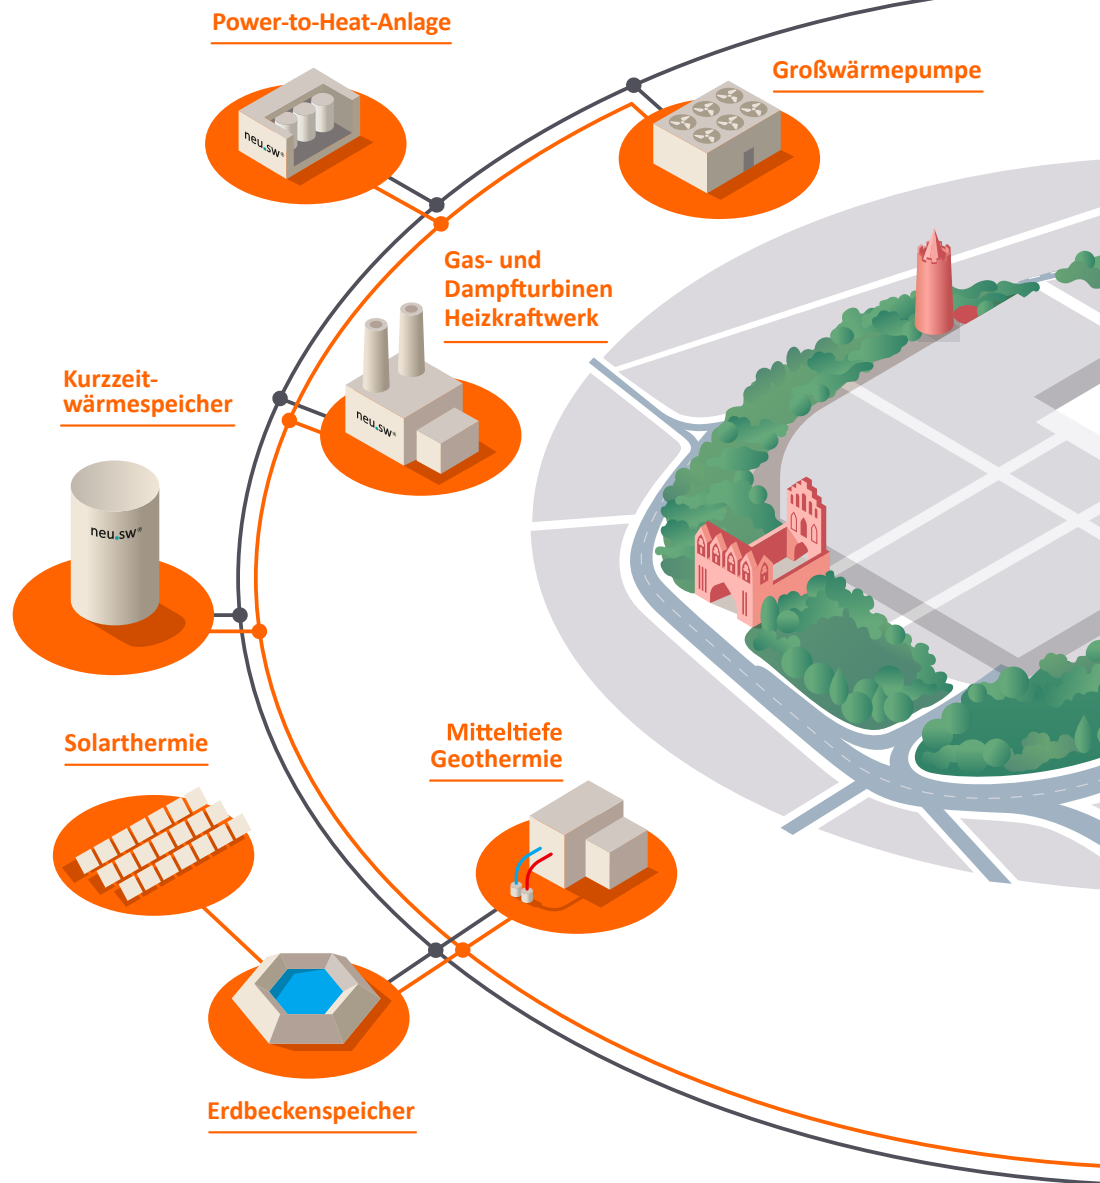 Power-to-Heat-Anlage
Großwärmepumpe
neu.sw®
Gas- und
Dampfturbinen
Heizkraftwerk
neu.sw®
Kurzzeit-
wärmespeicher
neu.sw®
Solarthermie
Mitteltiefe
Geothermie
Erdbeckenspeicher